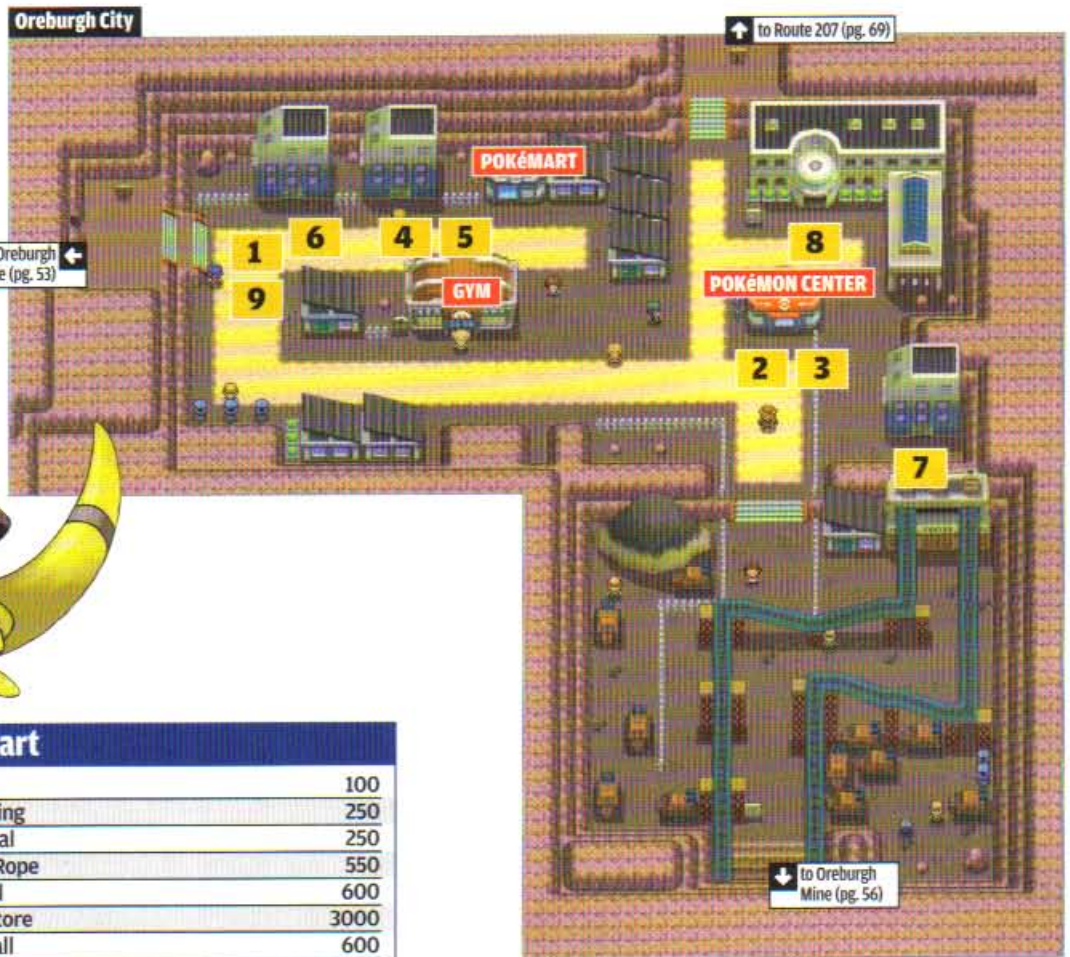 Oreburgh City
to Route 207 (pg. 69)
POKéMART
1 6 4 5 8
Oreburgh
e (pg. 53)
9 GYM POKéMON CENTER
2 3
7
art
100
ing 250
al 250
Rope 550
l 600
tore 3000
all 600
to Oreburgh
Mine (pg. 56)